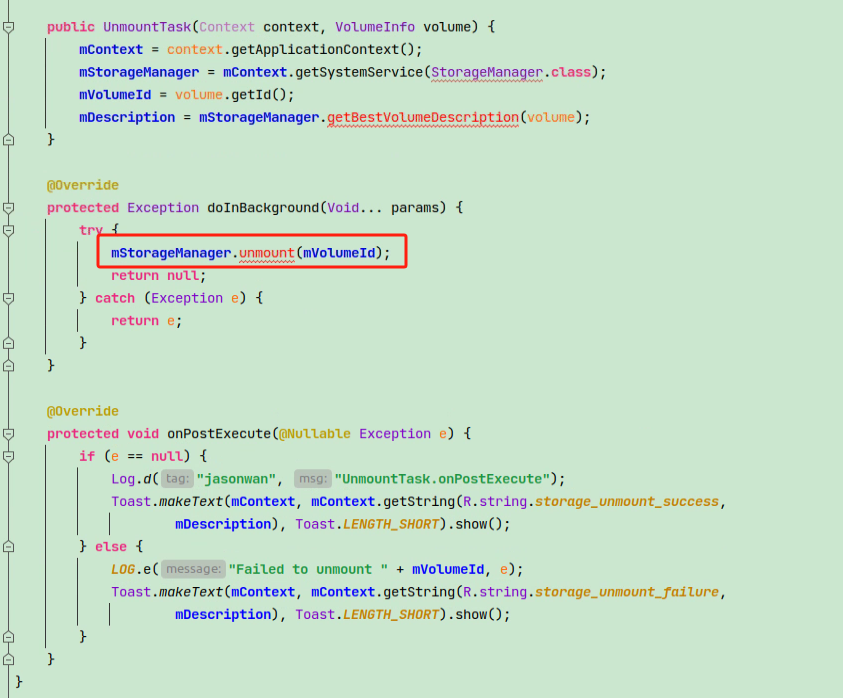 public UnmountTask(Context context, VolumeInfo volume) {
mContext = context.getApplicationContext();
mStorageManager = mContext.getSystemService(StorageManager.class);
mVolumeId = volume.getId();
mDescription = mStorageManager.getBestVolumeDescription(volume);
}
@Override
protected Exception doInBackground(Void... params) {
try {
mStorageManager.unmount(mVolumeId);
return null;
} catch (Exception e) {
return e;
}
}
@Override
protected void onPostExecute(@Nullable Exception e) {
if (e == null) {
Log.d( tag: "jasonwan", msg: "UnmountTask.onPostExecute");
Toast.makeText(mContext, mContext.getString(R.string.storage_unmount_success,
mDescription), Toast.LENGTH_SHORT).show();
} else {
LOG.e( message: "Failed to unmount " + mVolumeId, e);
Toast.makeText(mContext, mContext.getString(R.string.storage_unmount_failure,
mDescription), Toast.LENGTH_SHORT).show();
}
}
}